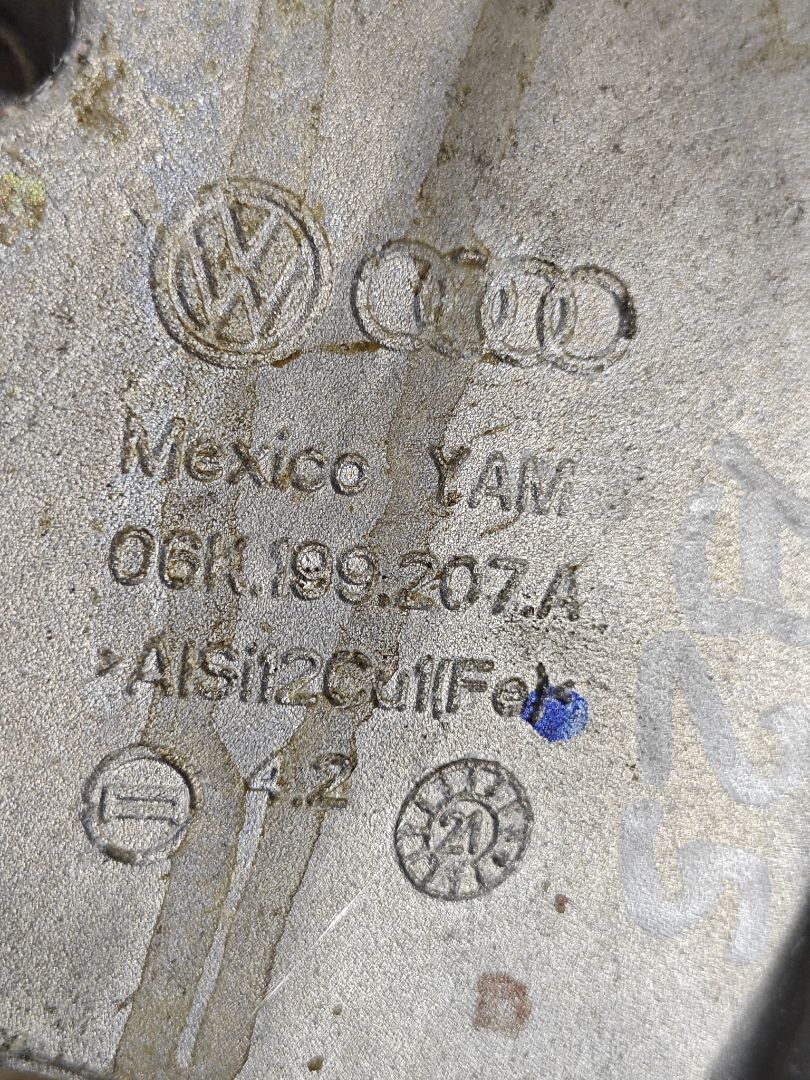 Mexico YAM
06K.199.207.A
>AlSi12Cu1(Fe)<
4.2
21